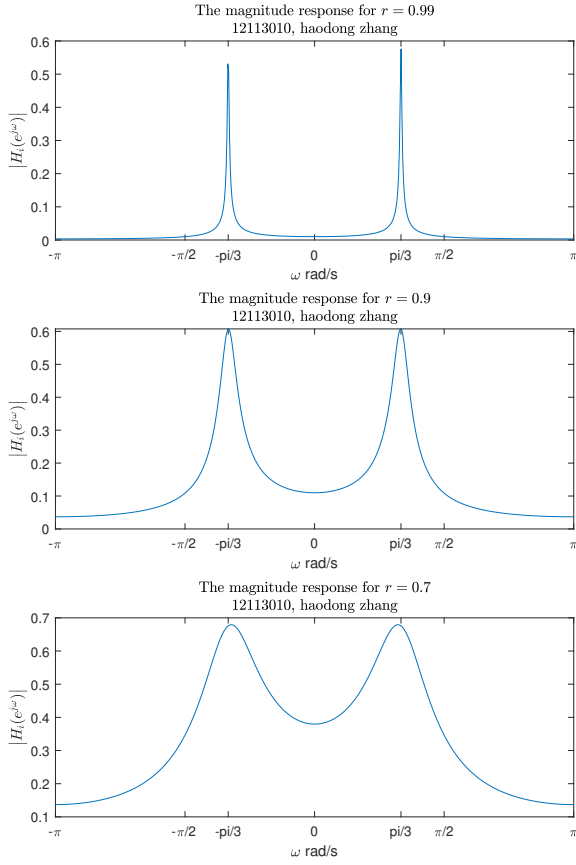 The magnitude response for r = 0.99
12113010, haodong zhang
|H_i(e^{jω})|
0.6
0.5
0.4
0.3
0.2
0.1
0
-π
-π/2
-pi/3
0
pi/3
π/2
π
ω rad/s
The magnitude response for r = 0.9
12113010, haodong zhang
|H_i(e^{jω})|
0.6
0.5
0.4
0.3
0.2
0.1
0
-π
-π/2
-pi/3
0
pi/3
π/2
π
ω rad/s
The magnitude response for r = 0.7
12113010, haodong zhang
|H_i(e^{jω})|
0.7
0.6
0.5
0.4
0.3
0.2
0.1
-π
-π/2
-pi/3
0
pi/3
π/2
π
ω rad/s